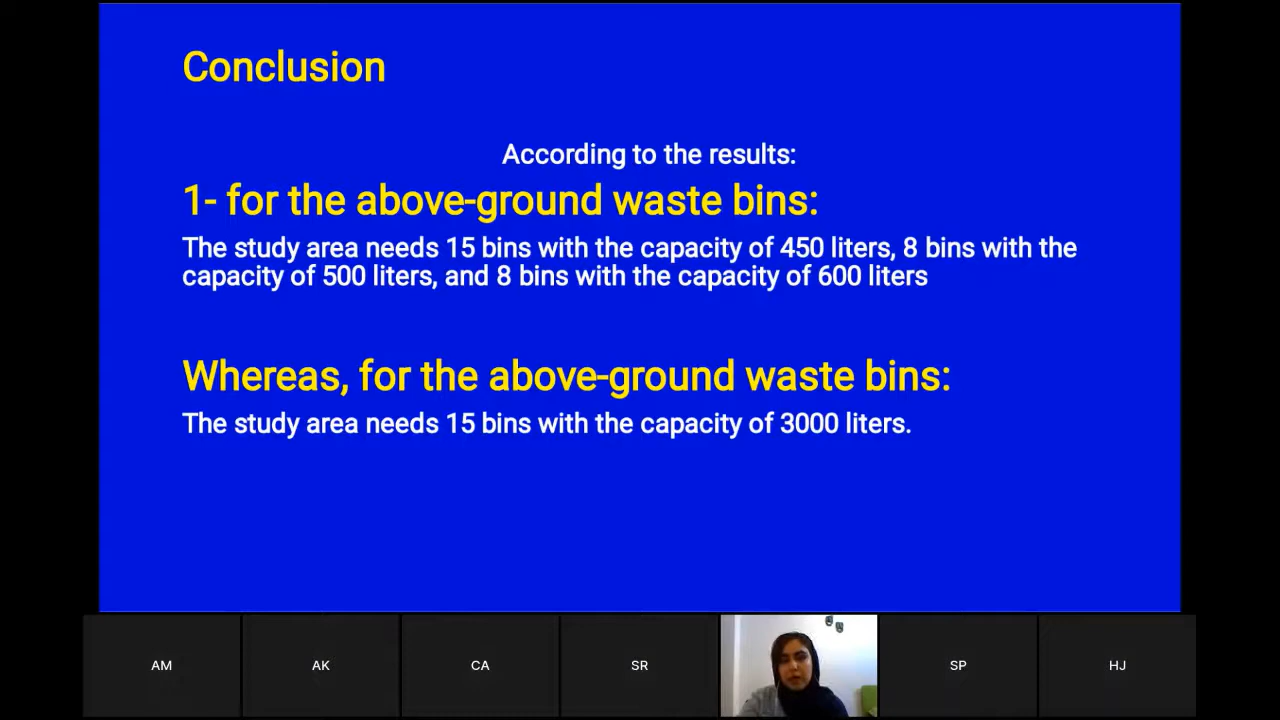 Conclusion
According to the results:
1- for the above-ground waste bins:
The study area needs 15 bins with the capacity of 450 liters, 8 bins with the
capacity of 500 liters, and 8 bins with the capacity of 600 liters
Whereas, for the above-ground waste bins:
The study area needs 15 bins with the capacity of 3000 liters.
AM
AK
CA
SR
SP
HJ